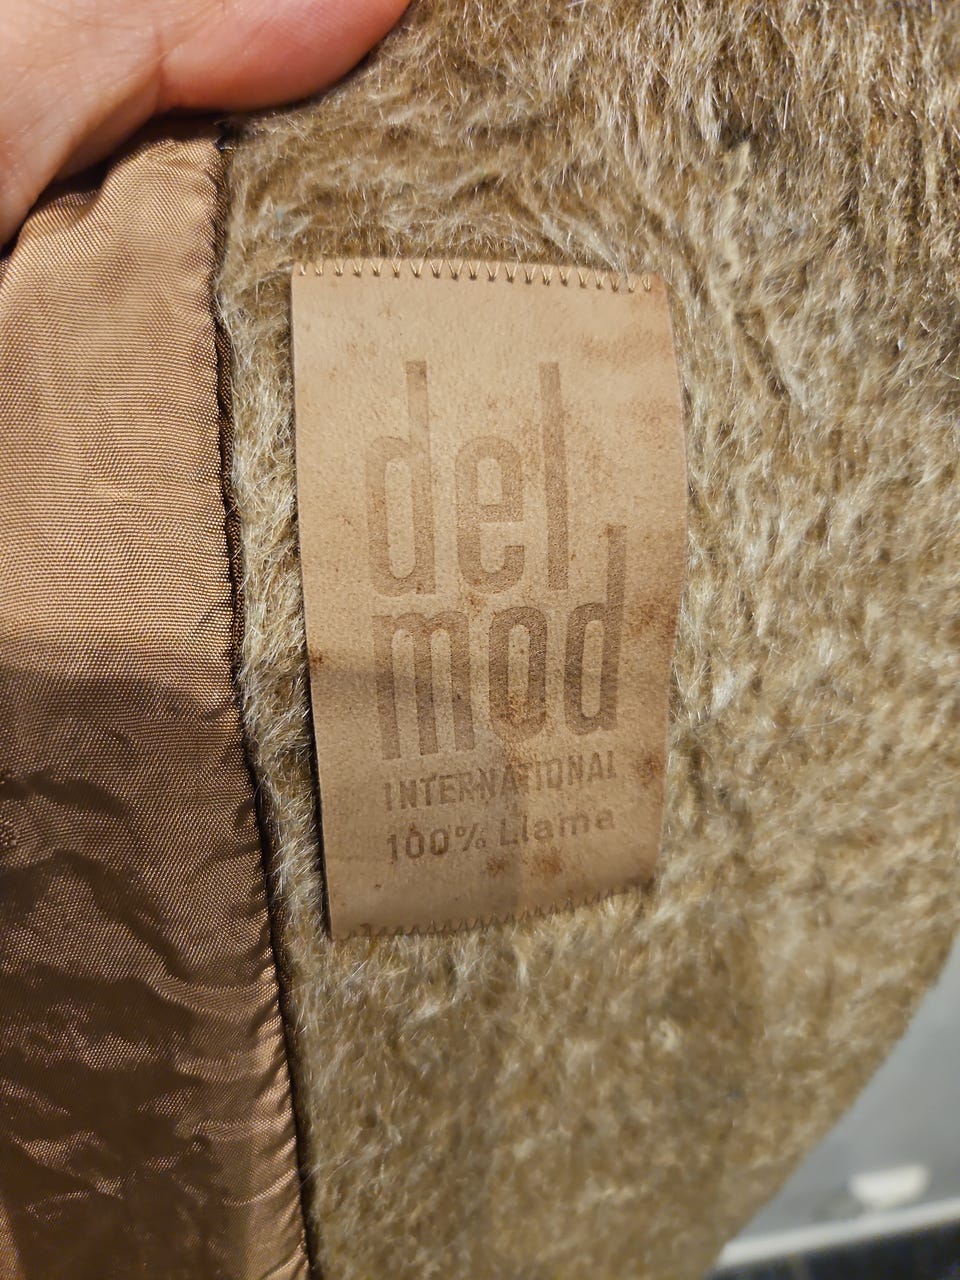 del
mod
INTERNATIONAL
100% Llama